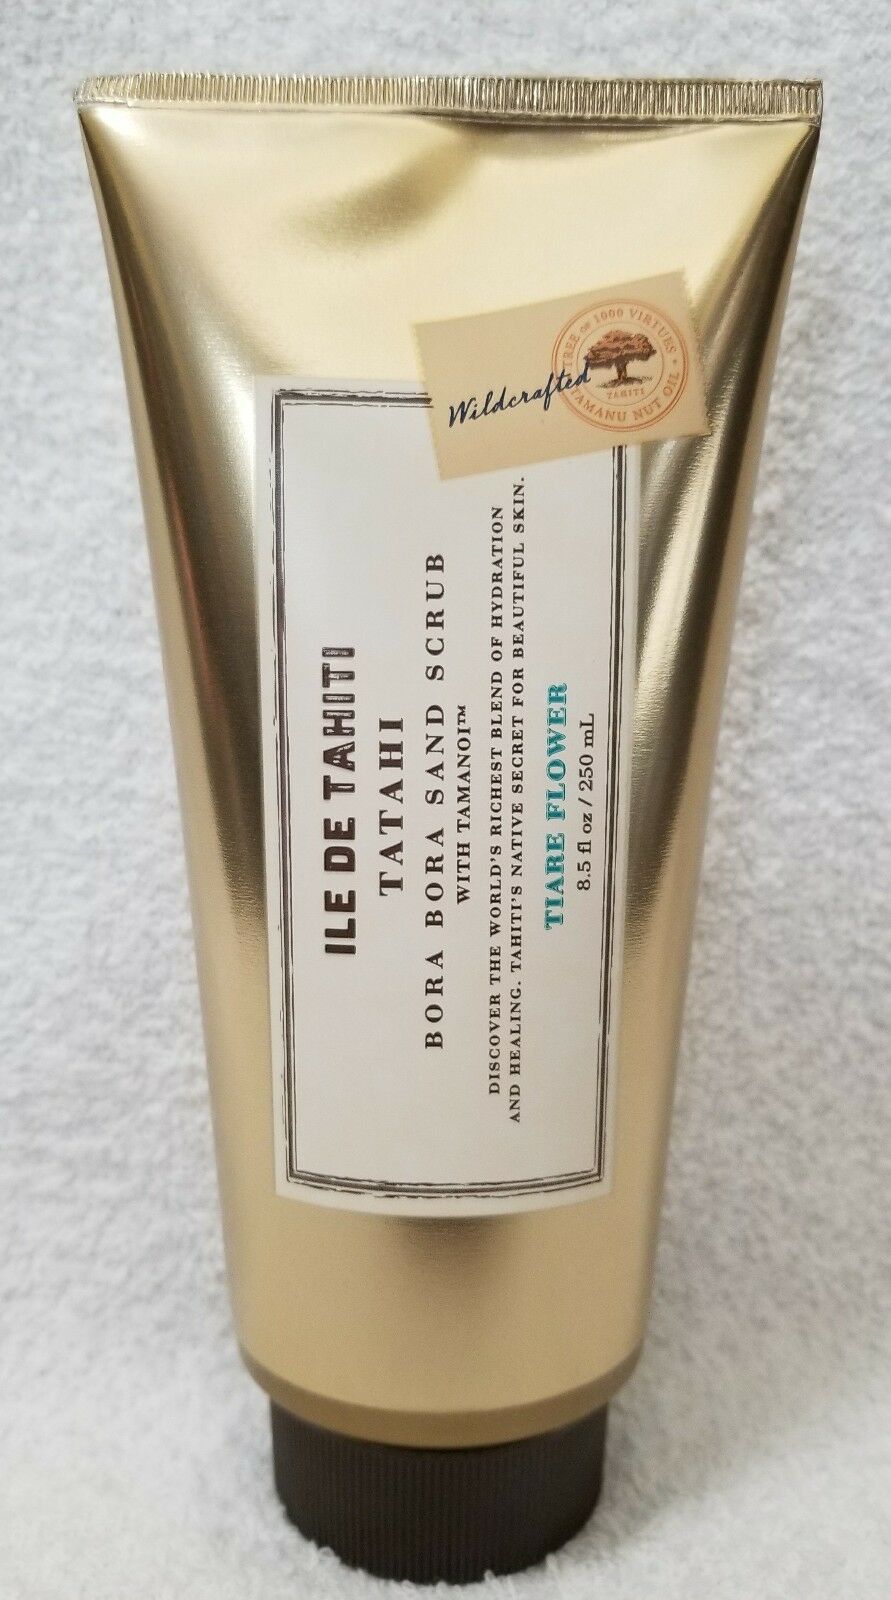 Wildcrafted
TREE OF 1000 VIRTUES •
TAHITI
TAMANU NUT OIL
ILE DE TAHITI
TATAHI
BORA BORA SAND SCRUB
WITH TAMANOI™
DISCOVER THE WORLD'S RICHEST BLEND OF HYDRATION
AND HEALING. TAHITI'S NATIVE SECRET FOR BEAUTIFUL SKIN.
TIARE FLOWER
8.5 fl oz / 250 mL